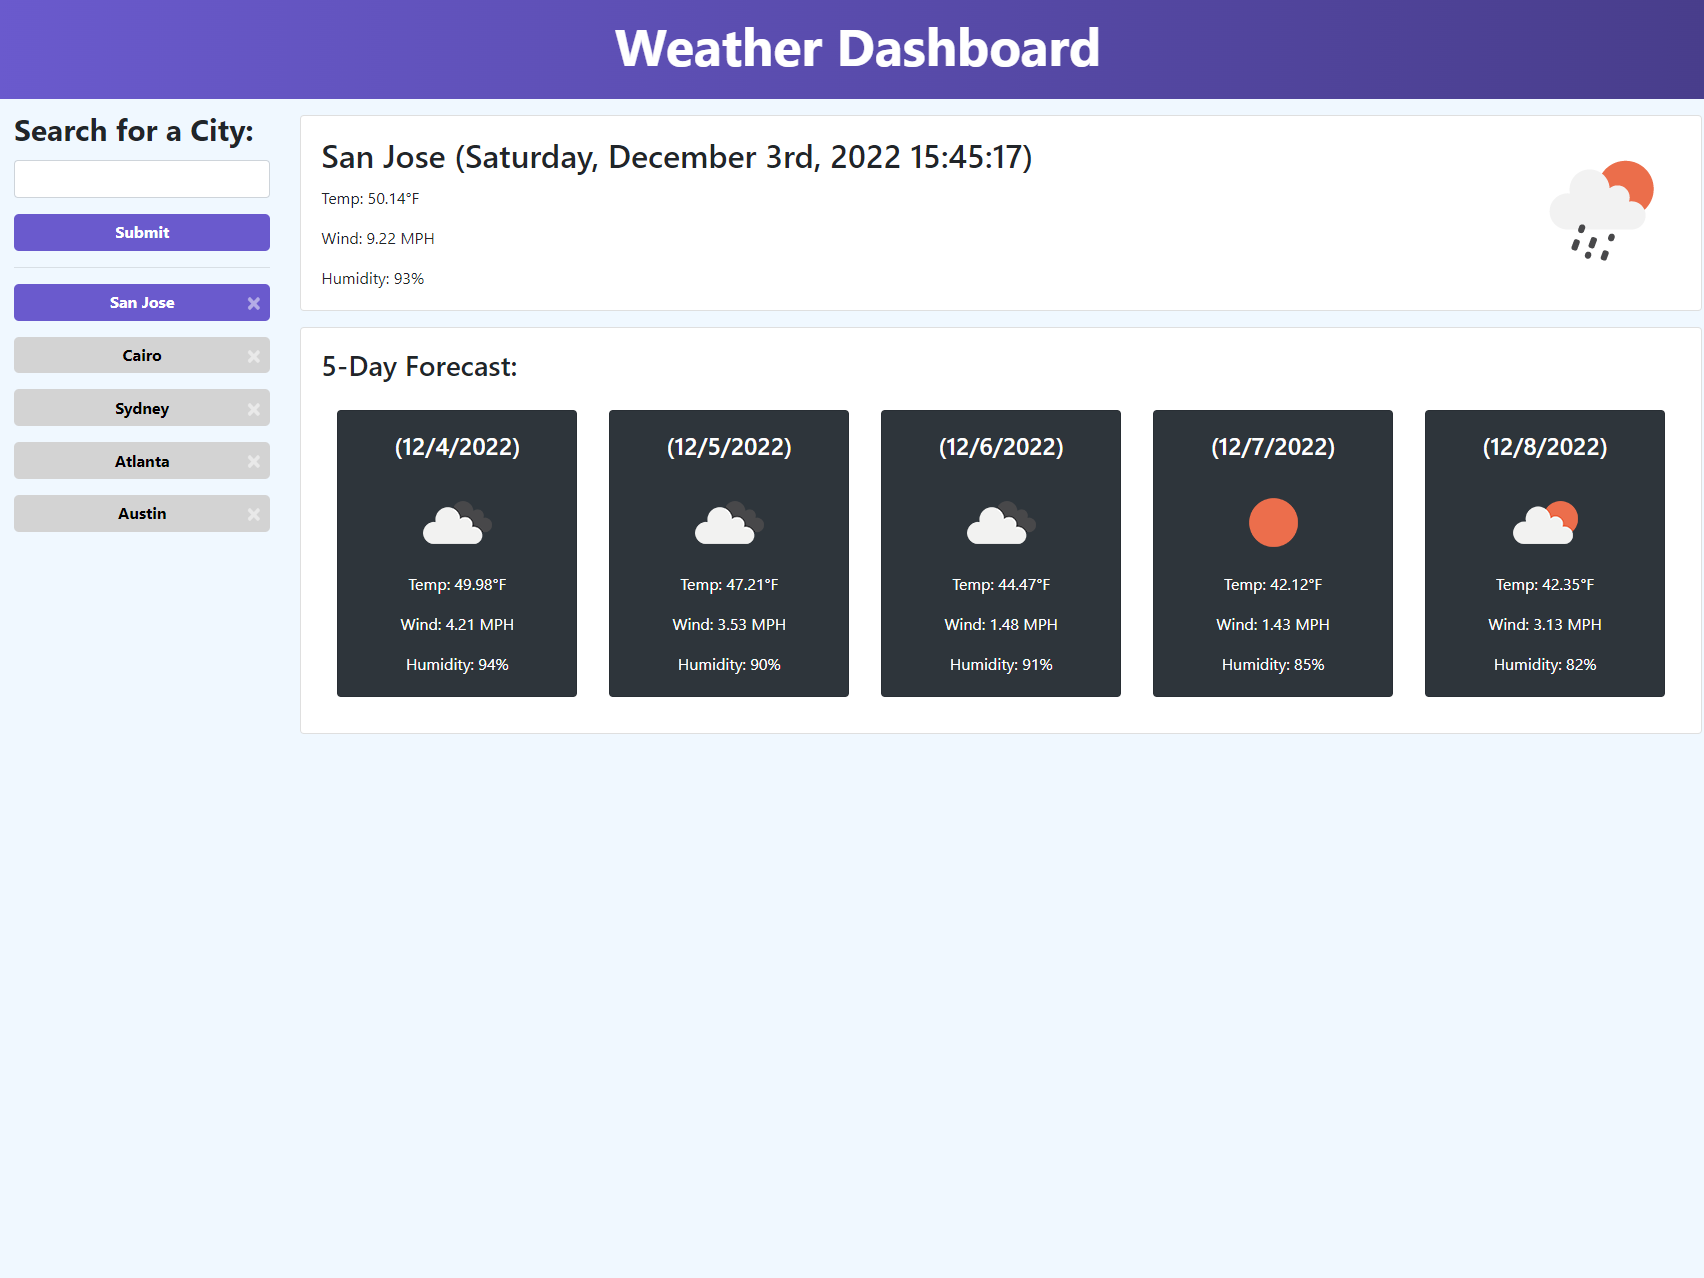 Weather Dashboard
Search for a City:
Submit
San Jose ×
Cairo ×
Sydney ×
Atlanta ×
Austin ×
San Jose (Saturday, December 3rd, 2022 15:45:17)
Temp: 50.14°F
Wind: 9.22 MPH
Humidity: 93%
5-Day Forecast:
(12/4/2022)
Temp: 49.98°F
Wind: 4.21 MPH
Humidity: 94%
(12/5/2022)
Temp: 47.21°F
Wind: 3.53 MPH
Humidity: 90%
(12/6/2022)
Temp: 44.47°F
Wind: 1.48 MPH
Humidity: 91%
(12/7/2022)
Temp: 42.12°F
Wind: 1.43 MPH
Humidity: 85%
(12/8/2022)
Temp: 42.35°F
Wind: 3.13 MPH
Humidity: 82%